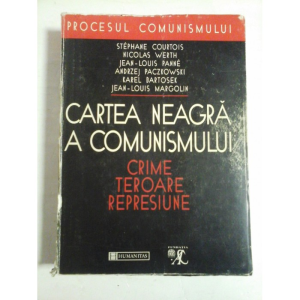 PROCESUL COMUNISMULUI
STÉPHANE COURTOIS
NICOLAS WERTH
JEAN-LOUIS PANNÉ
ANDRZEJ PACZKOWSKI
KAREL BARTOSEK
JEAN-LOUIS MARGOLIN
CARTEA NEAGRĂ
A COMUNISMULUI
CRIME
TEROARE
REPRESIUNE
HUMANITAS
FUNDAȚIA